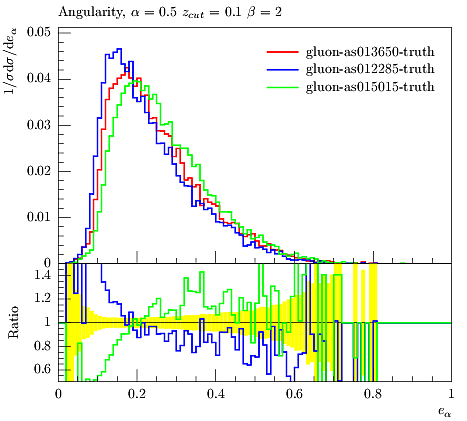 Angularity, α = 0.5 z_cut = 0.1 β = 2
1/σ dσ/de_α
0.05
0.04
0.03
0.02
0.01
0
gluon-as013650-truth
gluon-as012285-truth
gluon-as015015-truth
Ratio
1.4
1.2
1
0.8
0.6
0 0.2 0.4 0.6 0.8 1
e_α